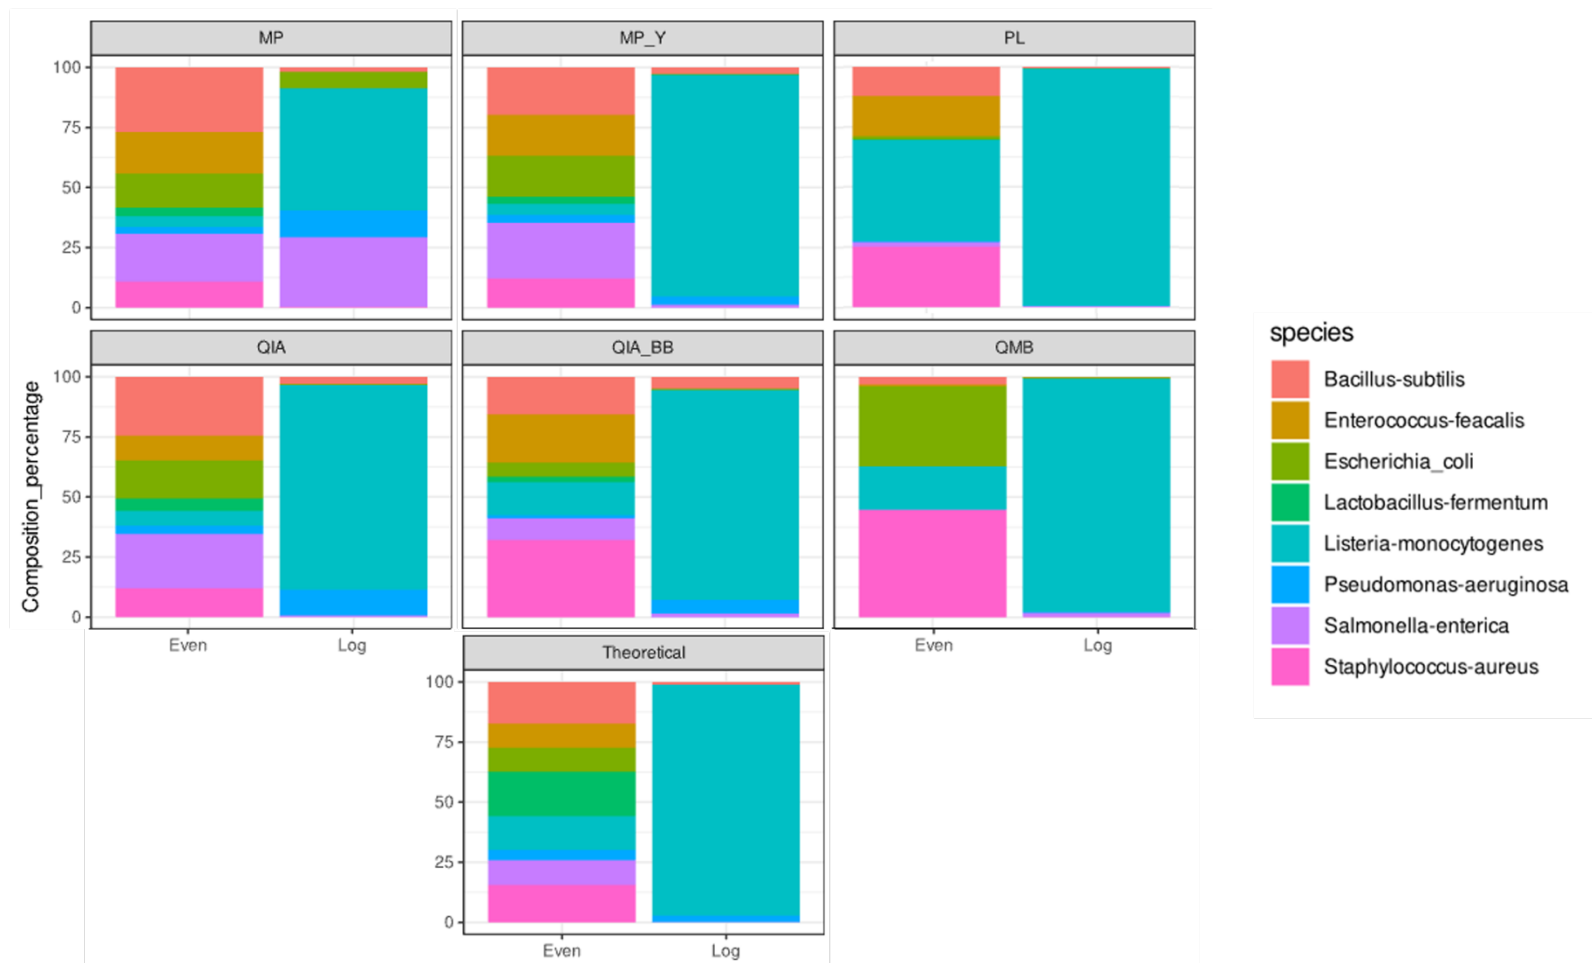 MP
MP_Y
PL
100
75
50
25
0
QIA
QIA_BB
QMB
Composition_percentage
100
75
50
25
0
Even
Log
Even
Log
Theoretical
100
75
50
25
0
Even
Log
species
Bacillus-subtilis
Enterococcus-feacalis
Escherichia_coli
Lactobacillus-fermentum
Listeria-monocytogenes
Pseudomonas-aeruginosa
Salmonella-enterica
Staphylococcus-aureus